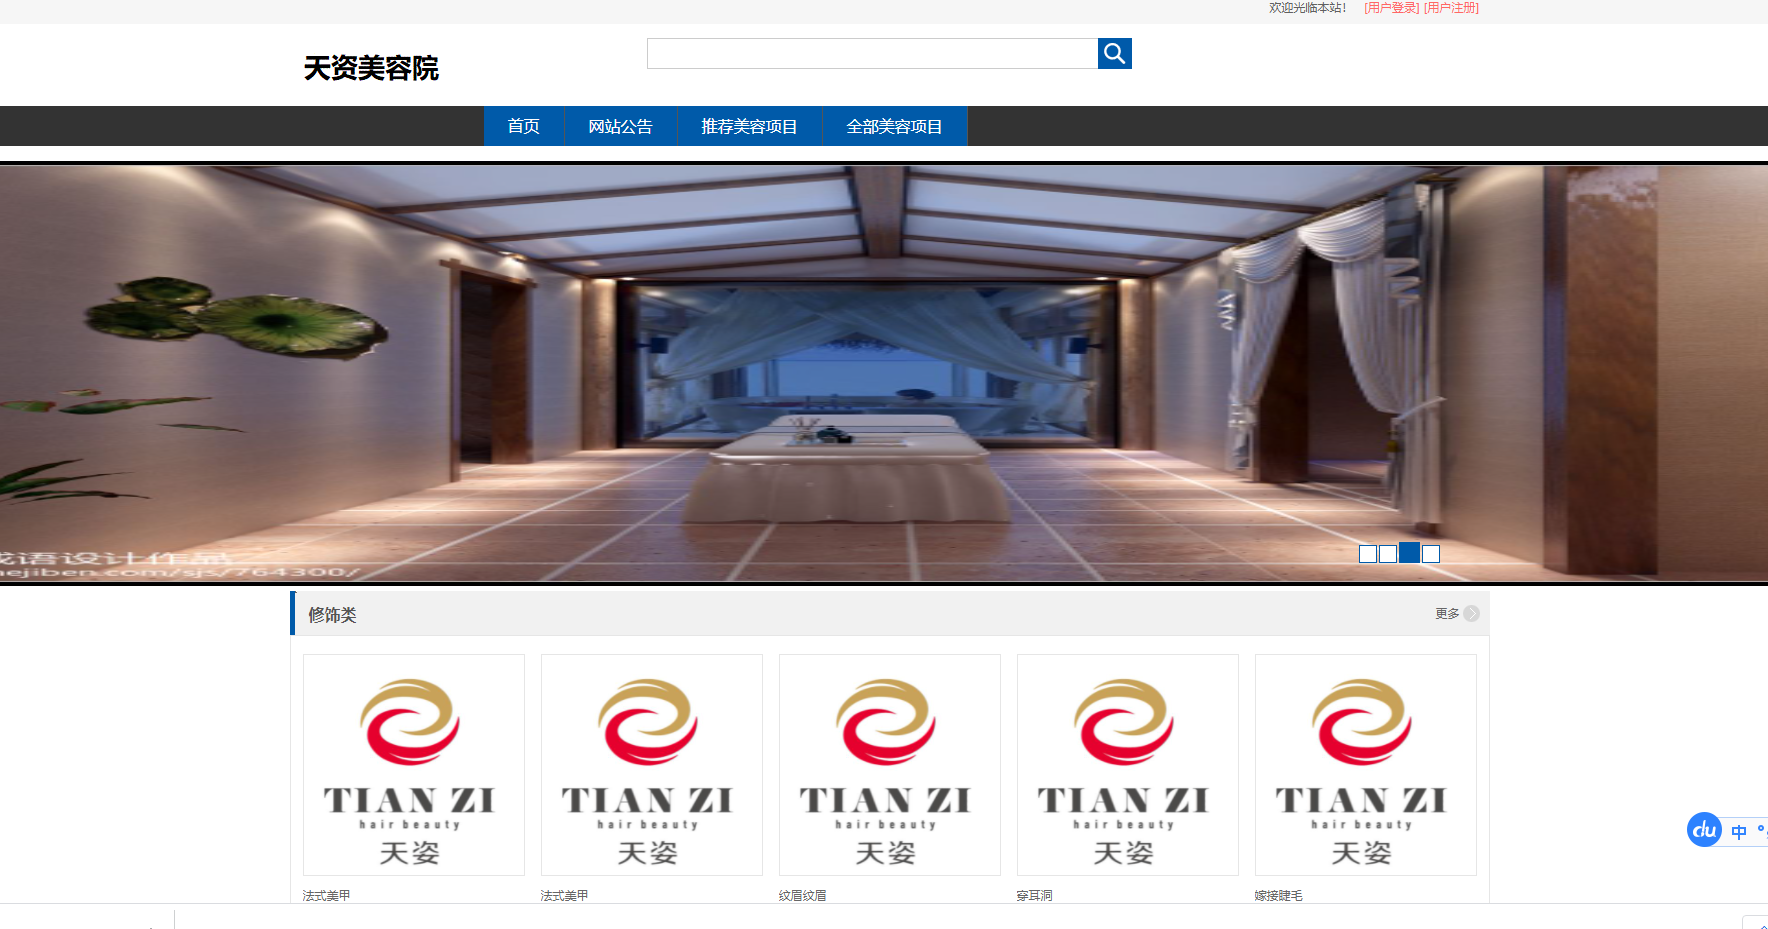 欢迎光临本站! [用户登录] [用户注册]
天资美容院
首页 网站公告 推荐美容项目 全部美容项目
语设计作品
nejiben.com/sjs/764300/
修饰类 更多
TIAN ZI TIAN ZI TIAN ZI TIAN ZI TIAN ZI
hair beauty hair beauty hair beauty hair beauty hair beauty
天姿 天姿 天姿 天姿 天姿
法式美甲 法式美甲 纹眉纹眉 穿耳洞 嫁接睫毛
du 中